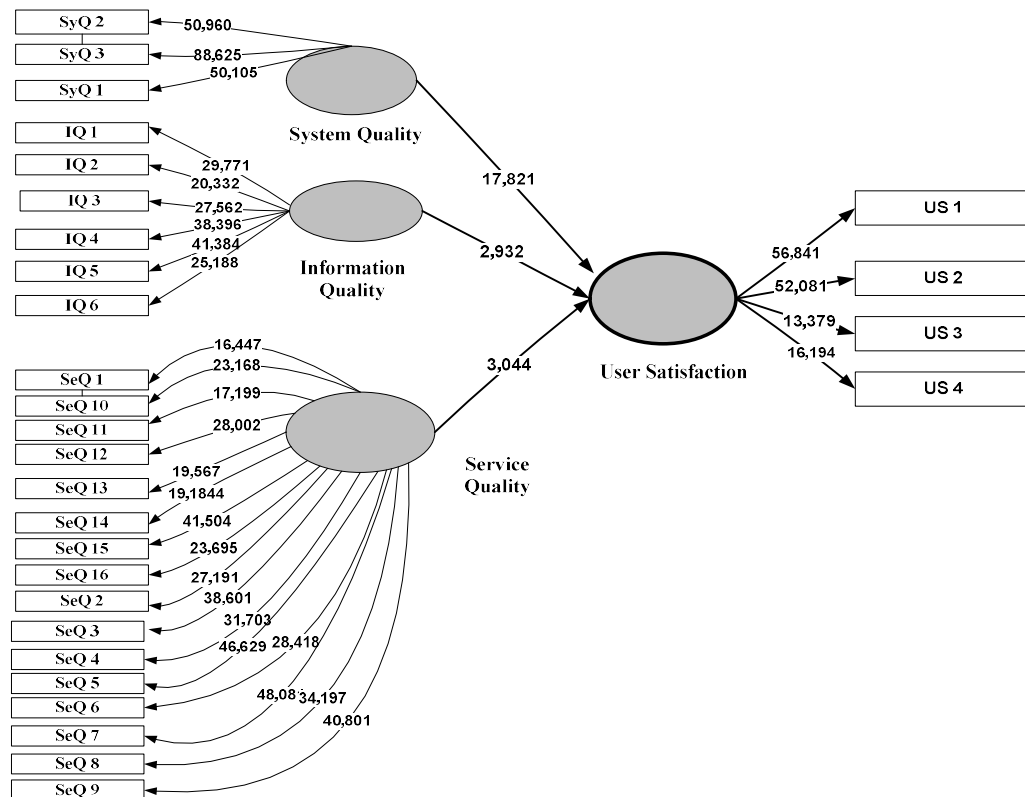 SyQ 2
SyQ 3
SyQ 1
50,960
88,625
50,105
System Quality
IQ 1
IQ 2
IQ 3
IQ 4
IQ 5
IQ 6
29,771
20,332
27,562
38,396
41,384
25,188
Information
Quality
17,821
2,932
3,044
User Satisfaction
56,841
52,081
13,379
16,194
US 1
US 2
US 3
US 4
SeQ 1
SeQ 10
SeQ 11
SeQ 12
SeQ 13
SeQ 14
SeQ 15
SeQ 16
SeQ 2
SeQ 3
SeQ 4
SeQ 5
SeQ 6
SeQ 7
SeQ 8
SeQ 9
16,447
23,168
17,199
28,002
19,567
19,1844
41,504
23,695
27,191
38,601
31,703
46,629
28,418
34,197
40,801
Service
Quality